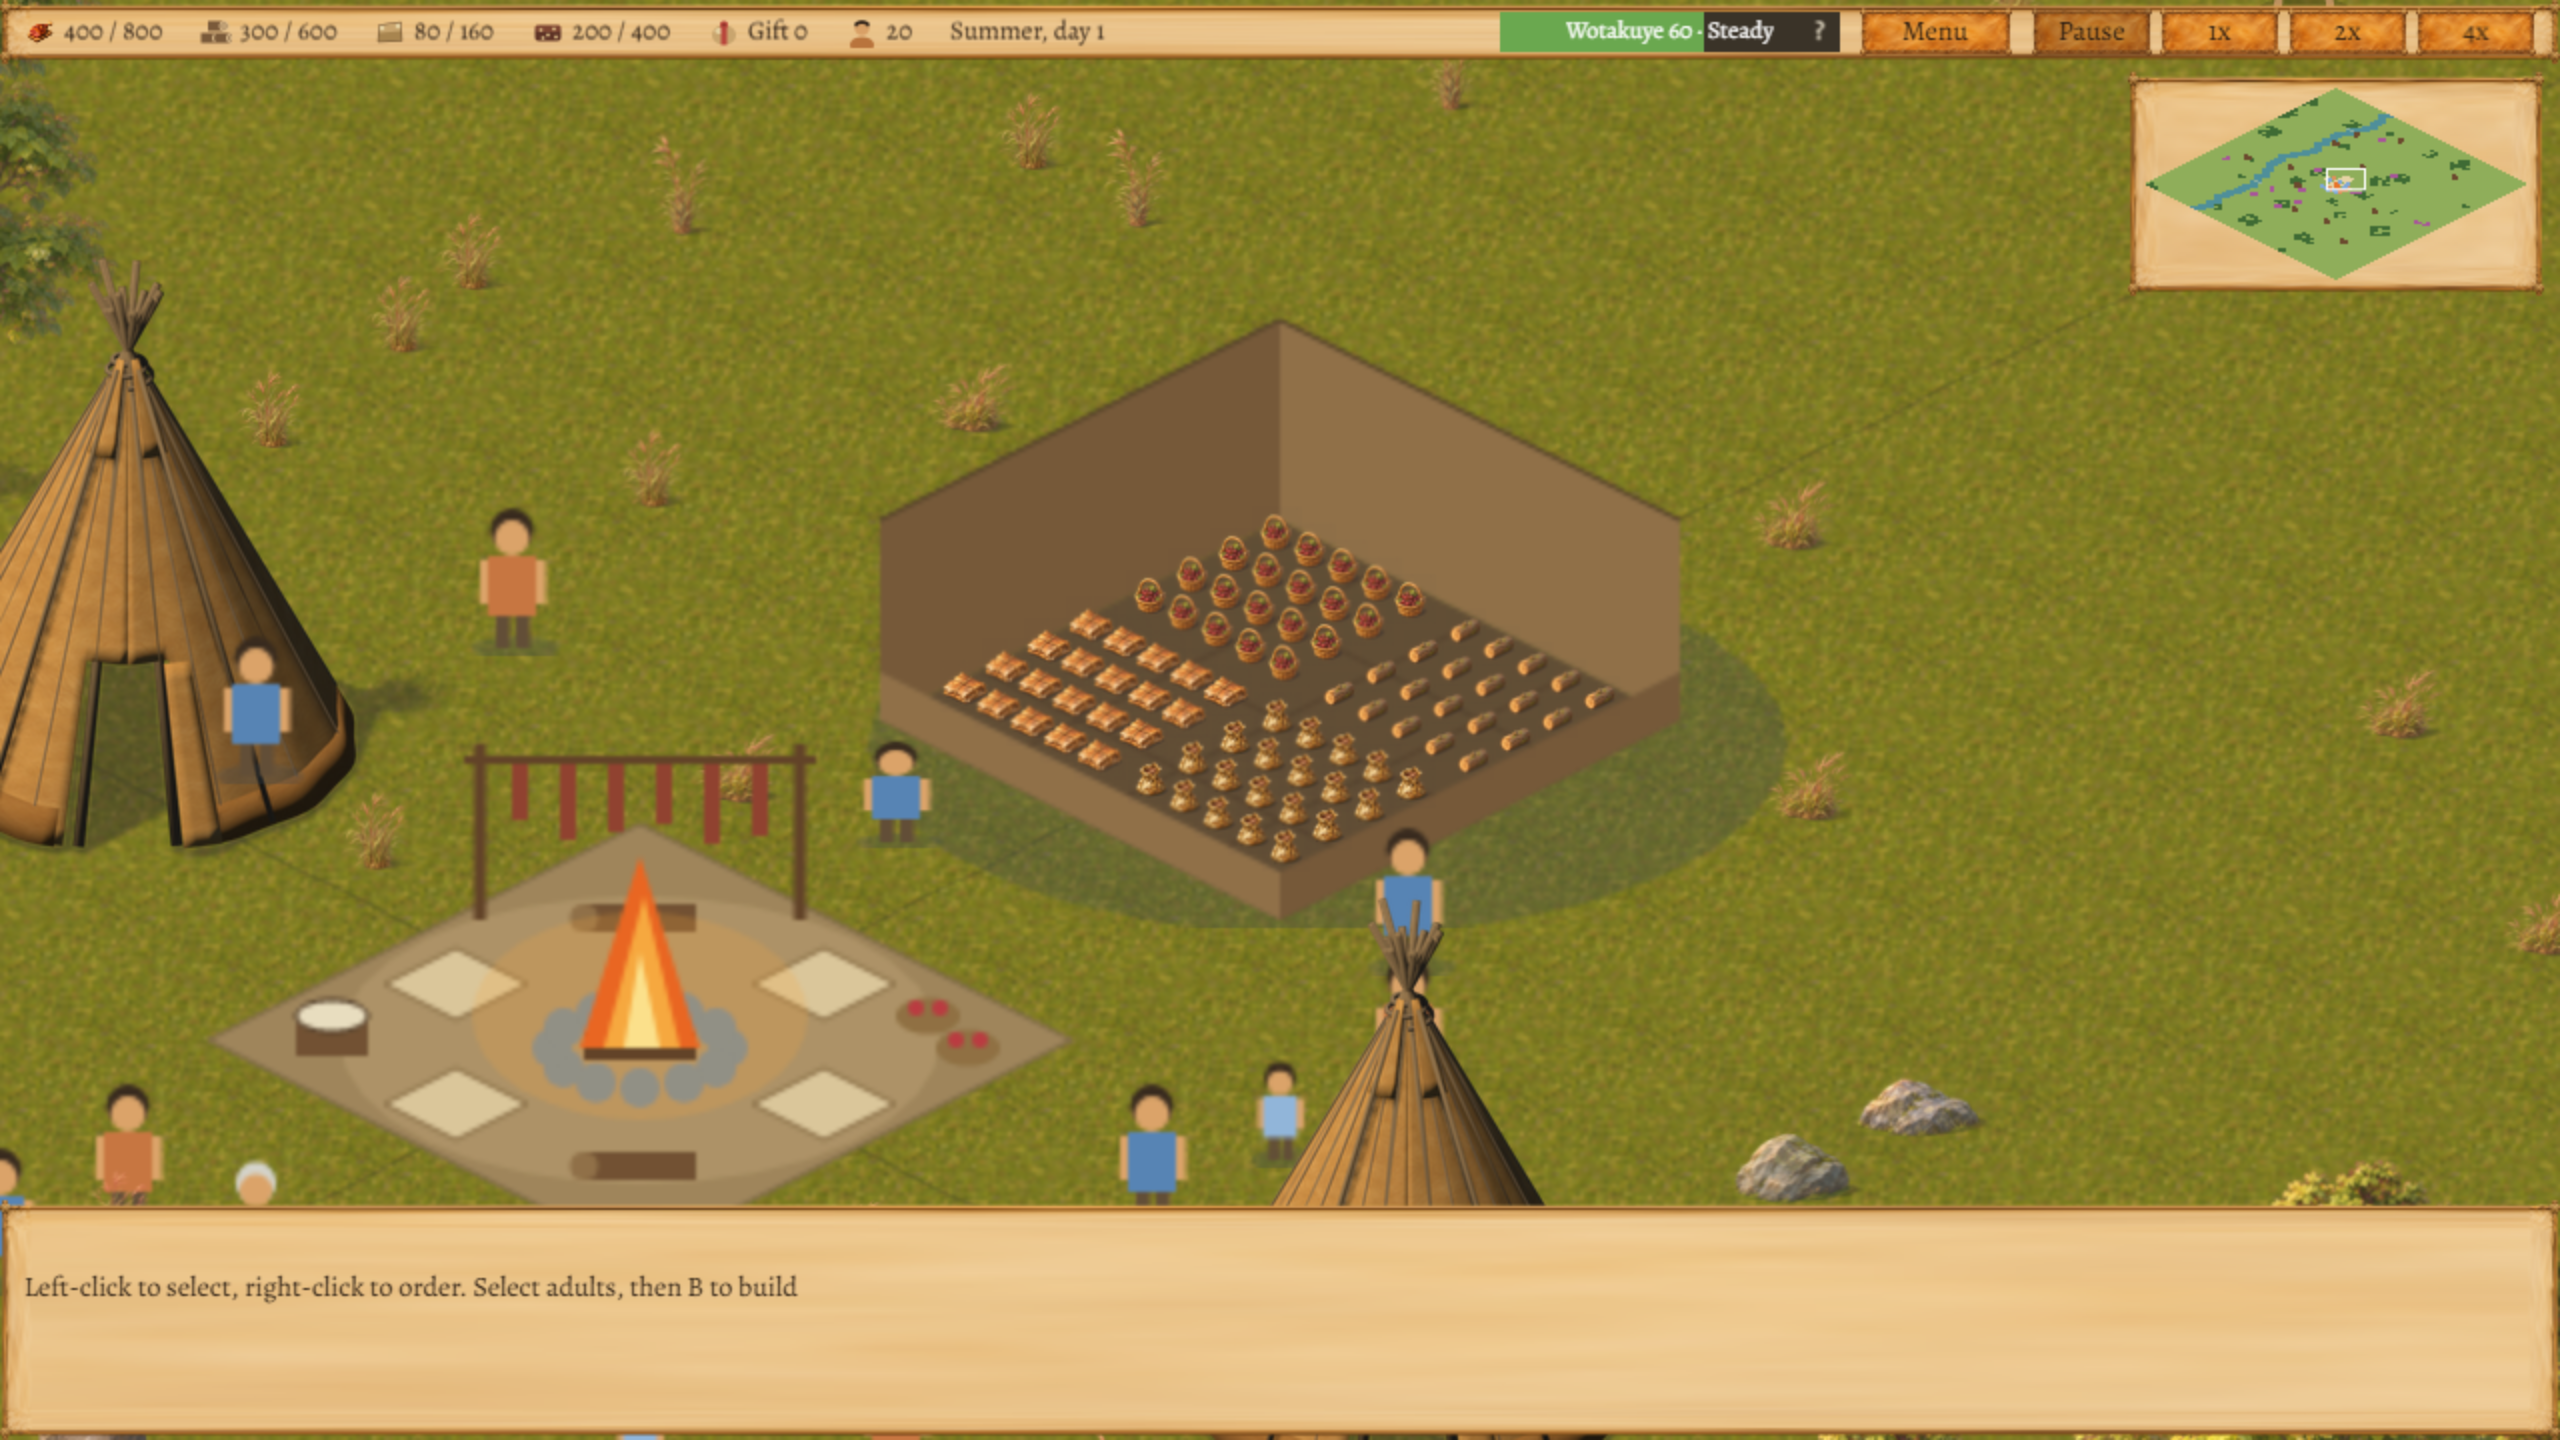 400 / 800 300 / 600 80 / 160 200 / 400 Gift 0 20 Summer, day 1 Wotakuye 60 · Steady ? Menu Pause 1x 2x 4x
Left-click to select, right-click to order. Select adults, then B to build